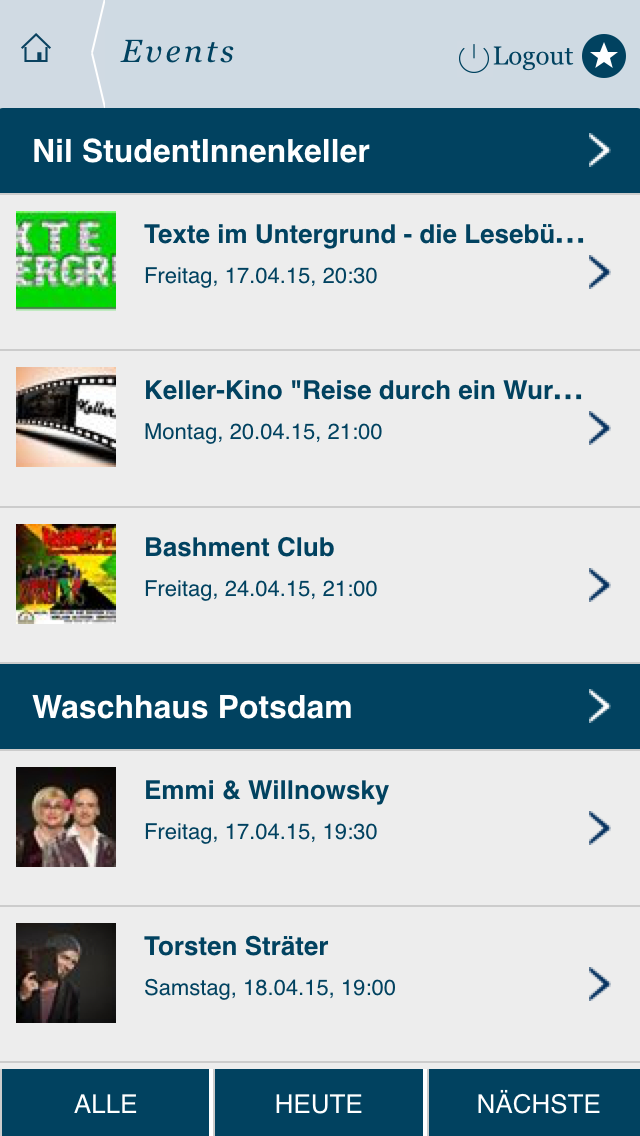 Events
Logout
Nil StudentInnenkeller
XTE
ERGR
Texte im Untergrund - die Lesebü...
Freitag, 17.04.15, 20:30
Keller
Keller-Kino "Reise durch ein Wur...
Montag, 20.04.15, 21:00
Bashment Club
Freitag, 24.04.15, 21:00
Waschhaus Potsdam
Emmi & Willnowsky
Freitag, 17.04.15, 19:30
Torsten Sträter
Samstag, 18.04.15, 19:00
ALLE
HEUTE
NÄCHSTE